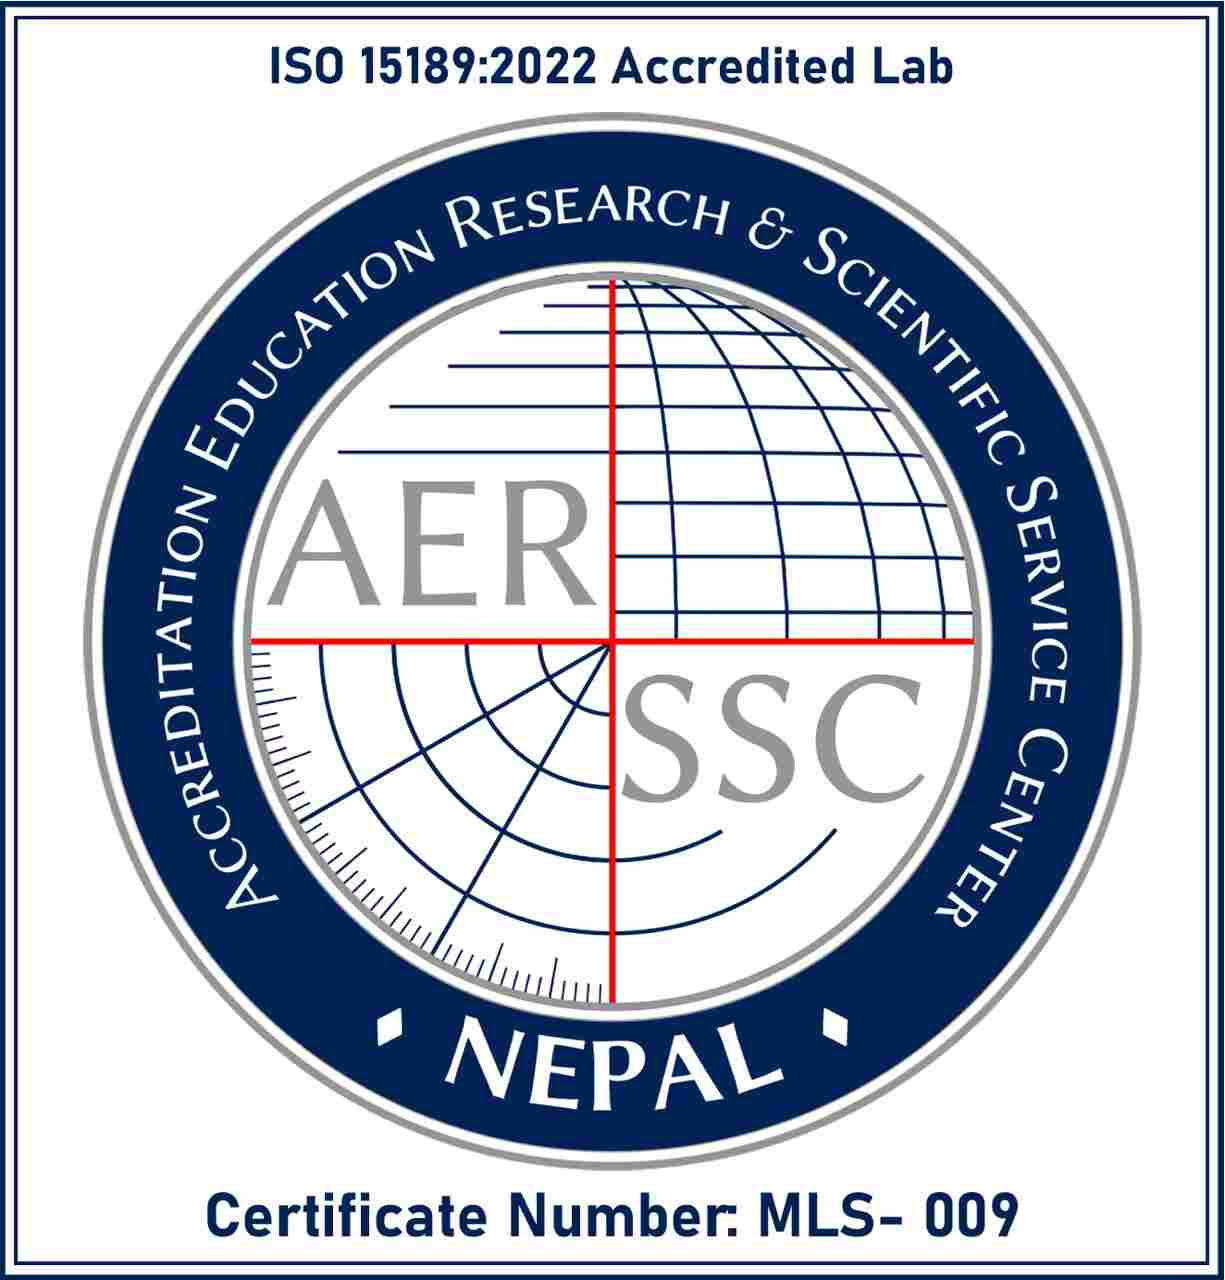 ISO 15189:2022 Accredited Lab
ACCREDITATION EDUCATION RESEARCH & SCIENTIFIC SERVICE CENTER
AER
SSC
NEPAL
Certificate Number: MLS- 009